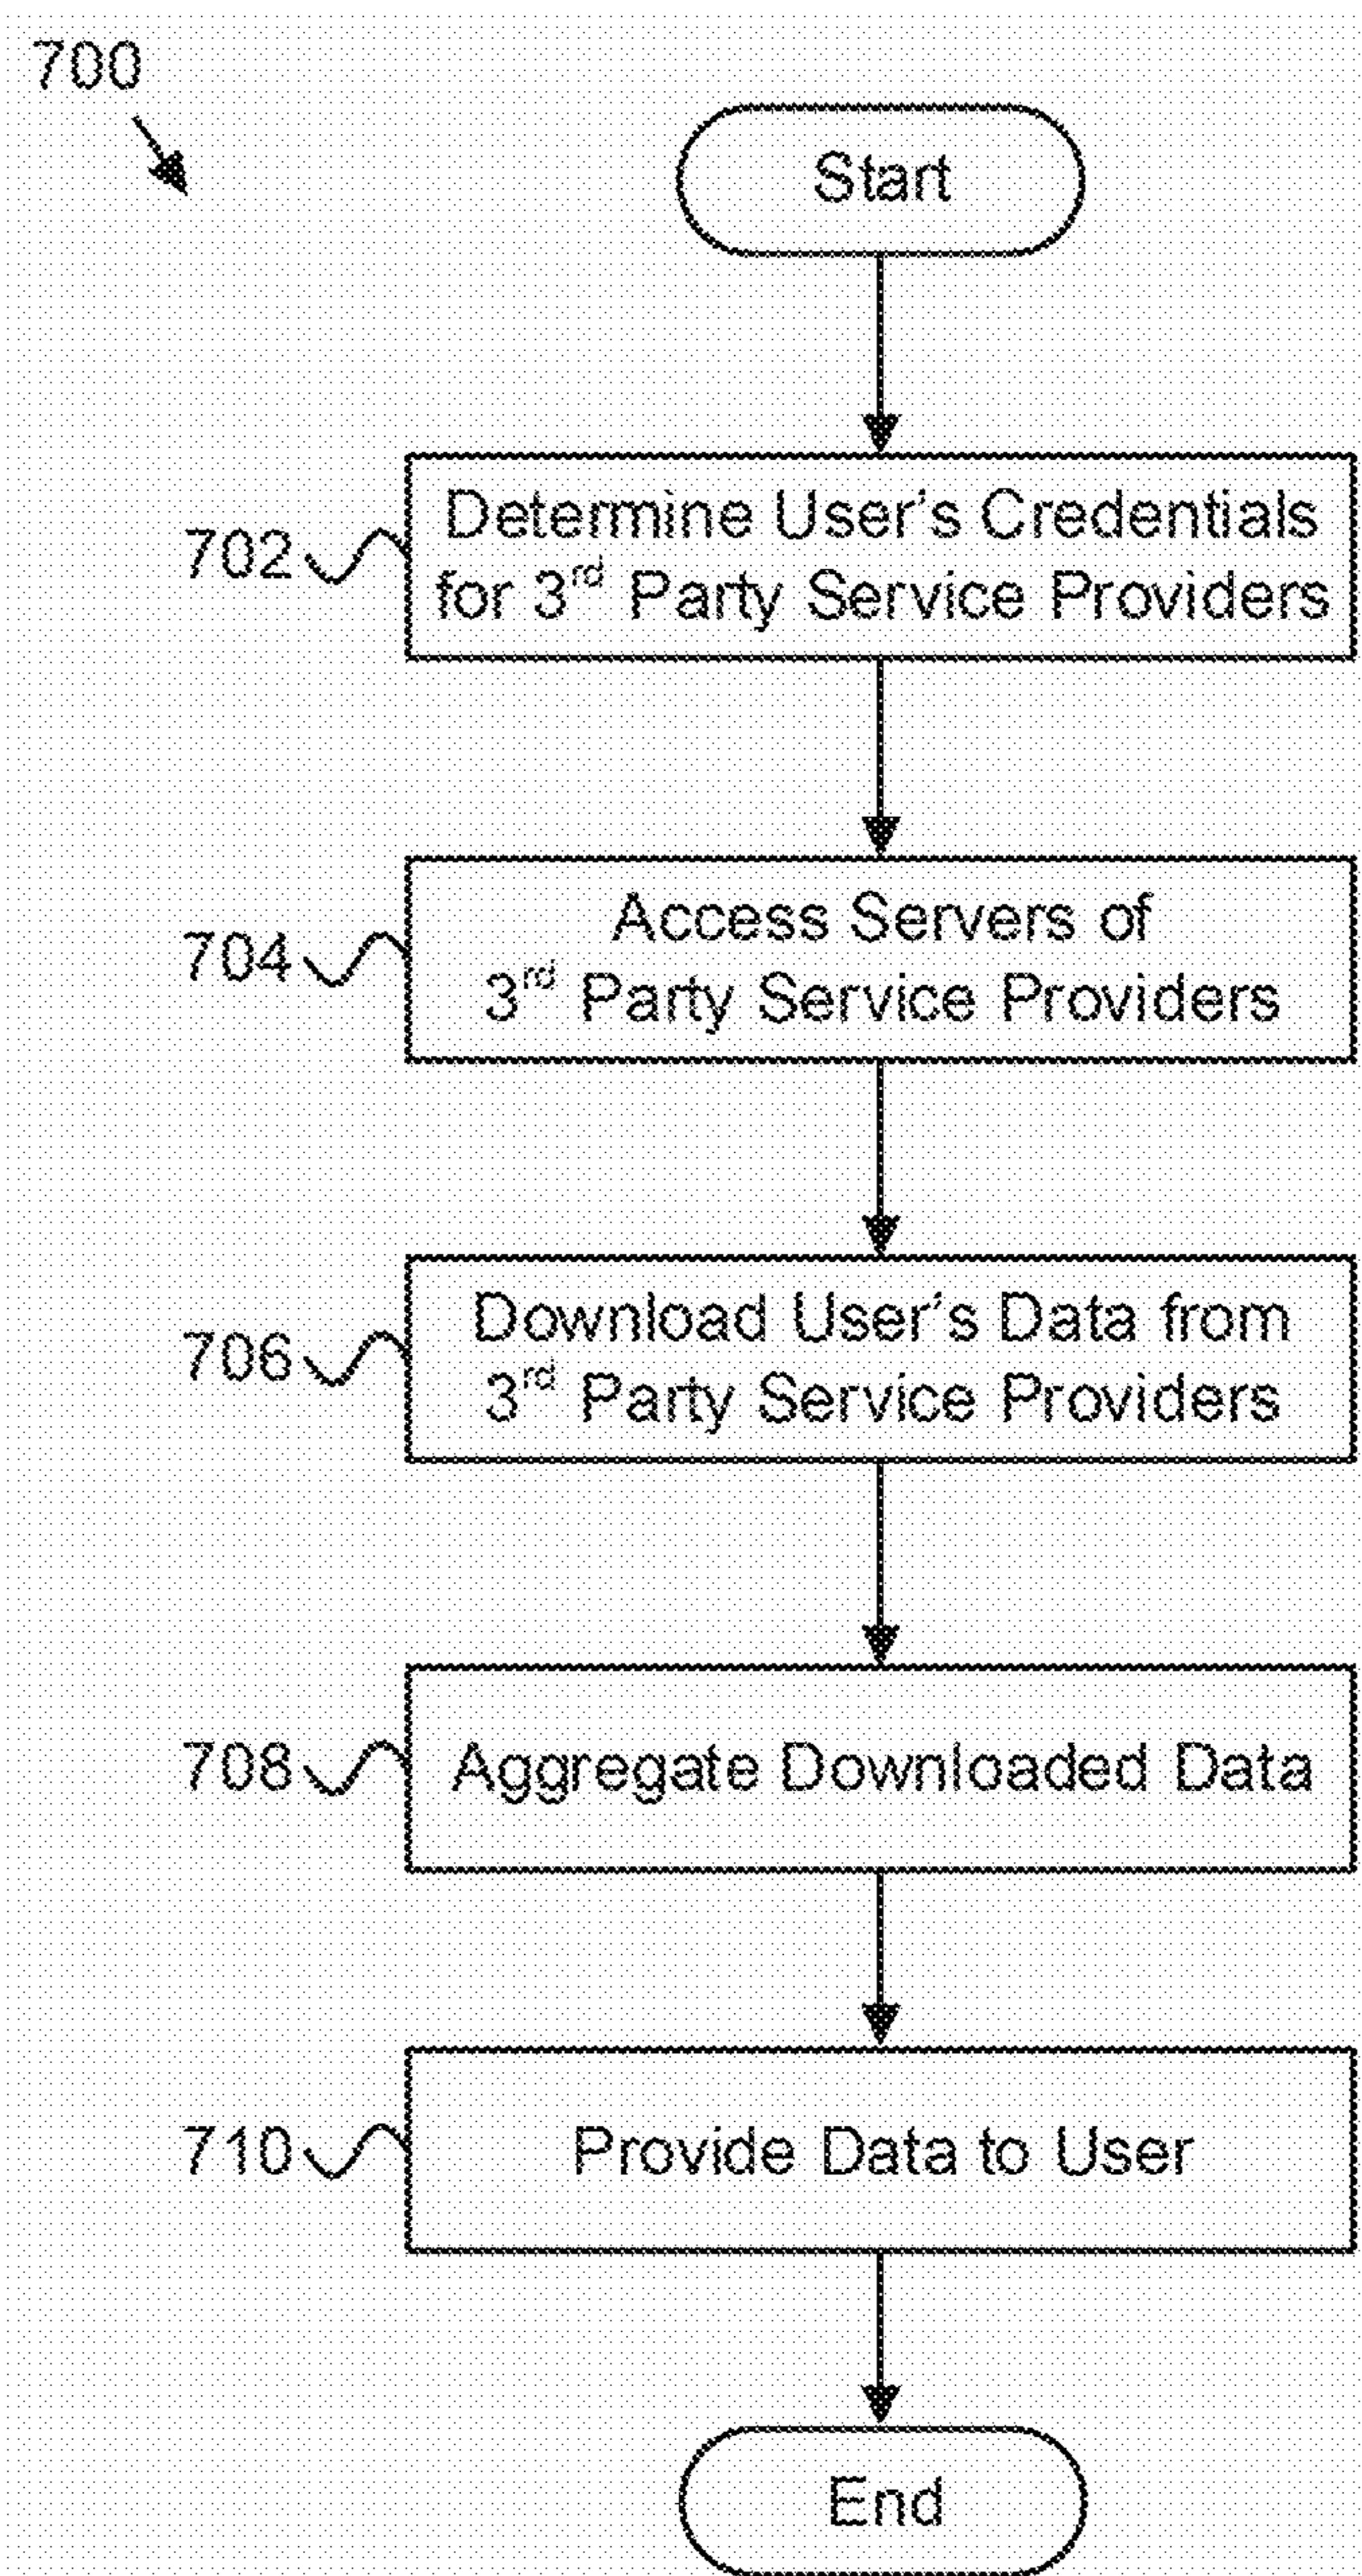 700
Start
702
Determine User's Credentials
for 3rd Party Service Providers
704
Access Servers of
3rd Party Service Providers
706
Download User's Data from
3rd Party Service Providers
708
Aggregate Downloaded Data
710
Provide Data to User
End